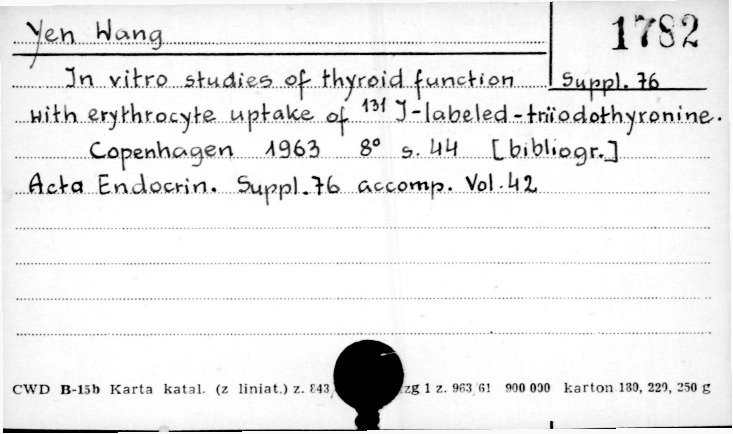 Yen Wang
1782
In vitro studies of thyroid function
Suppl. 76
with erythrocyte uptake of ¹³¹ J-labeled-triiodothyronine.
Copenhagen 1963 8° s. 44 [bibliogr.]
Acta Endocrin. Suppl. 76 accomp. Vol. 42
CWD B-15b Karta katal. (z liniat.) z. 843 zg 1 z. 963/61 900 000 karton 180, 220, 250 g